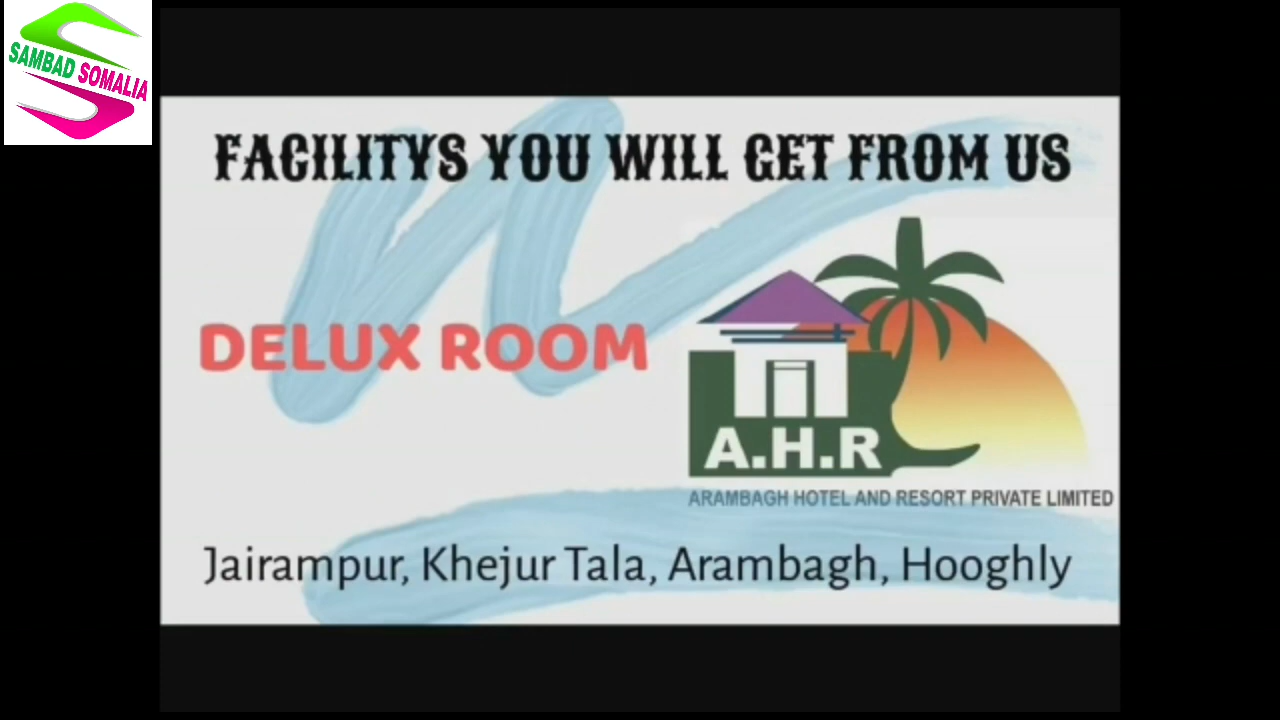 SAMBAD SOMALIA
FACILITYS YOU WILL GET FROM US
DELUX ROOM
A.H.R
ARAMBAGH HOTEL AND RESORT PRIVATE LIMITED
Jairampur, Khejur Tala, Arambagh, Hooghly